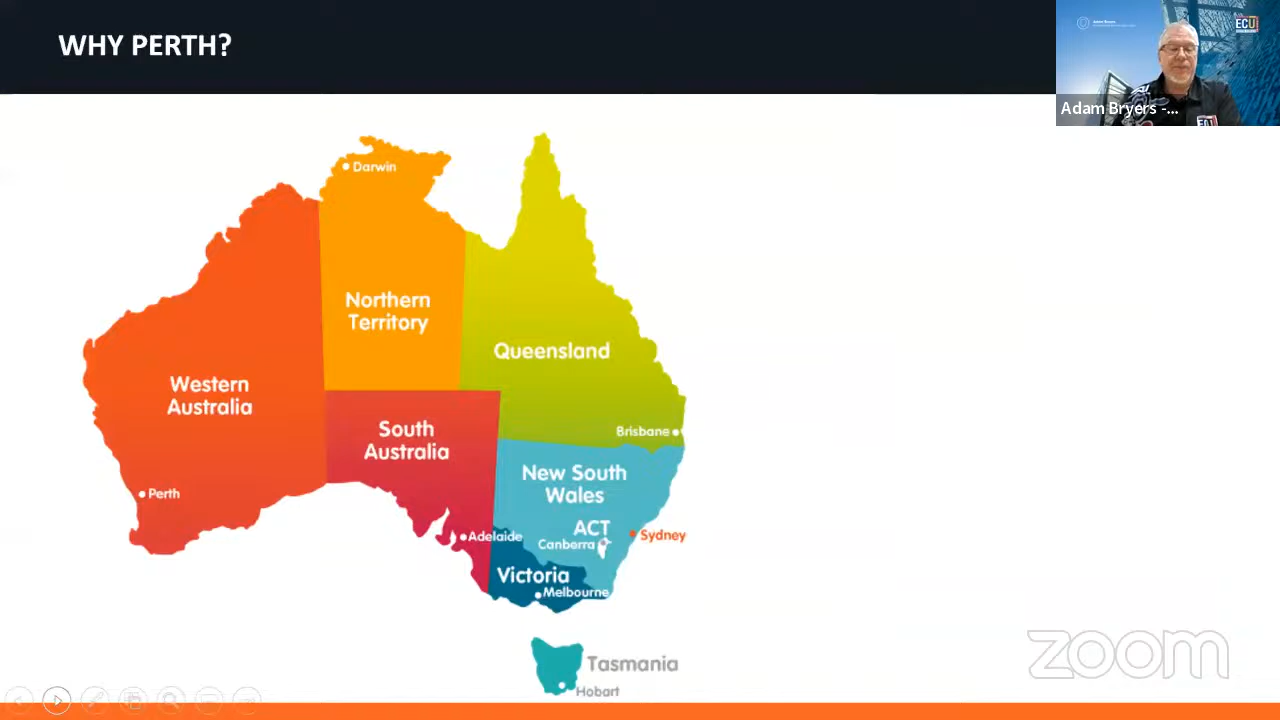 WHY PERTH?
ECU
Adam Bryers -...
Darwin
Northern
Territory
Queensland
Western
Australia
South
Australia
Brisbane
New South
Wales
Perth
ACT
Adelaide
Sydney
Canberra
Victoria
Melbourne
Tasmania
Hobart
zoom